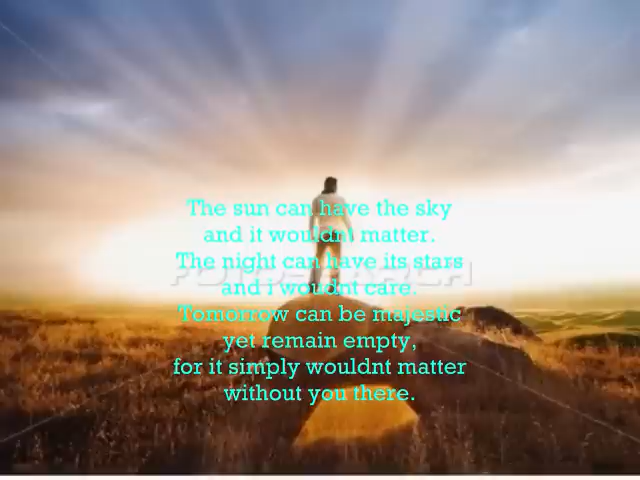 The sun can have the sky
and it wouldnt matter.
The night can have its stars
and i woudnt care.
Tomorrow can be majestic
yet remain empty,
for it simply wouldnt matter
without you there.